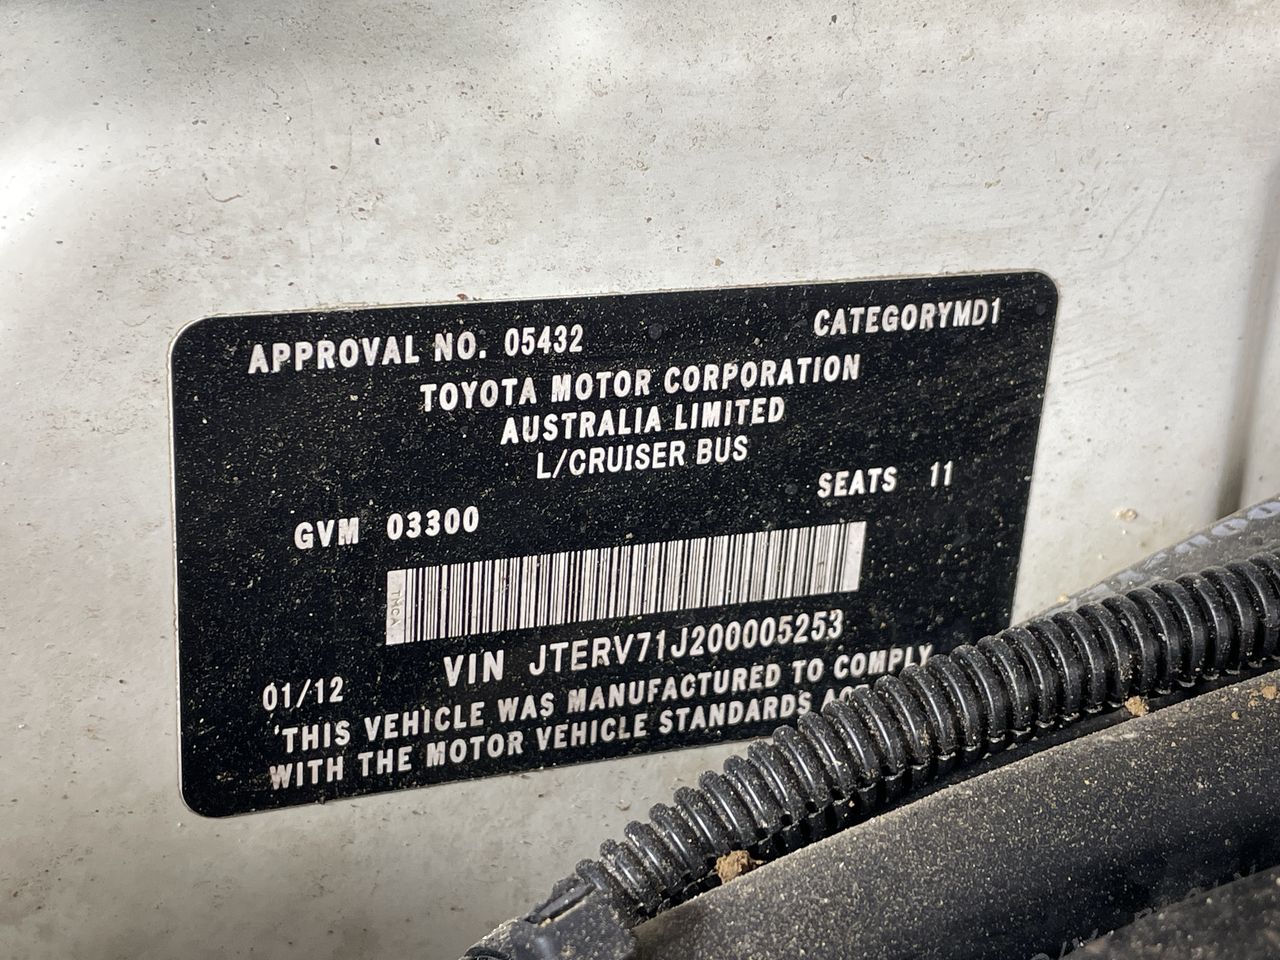 APPROVAL NO. 05432 CATEGORYMD1
TOYOTA MOTOR CORPORATION
AUSTRALIA LIMITED
L/CRUISER BUS
SEATS 11
GVM 03300
TMCA
VIN JTERV71J200005253
01/12
'THIS VEHICLE WAS MANUFACTURED TO COMPLY
WITH THE MOTOR VEHICLE STANDARDS